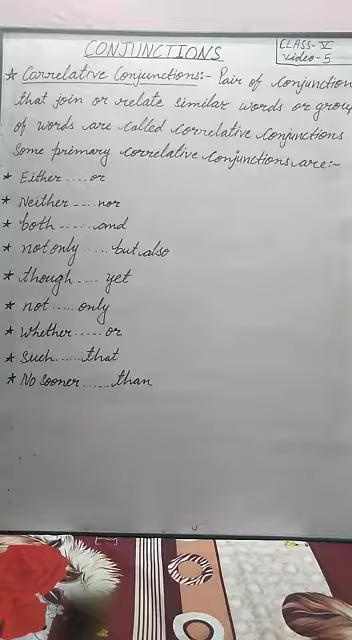 CONJUNCTIONS
CLASS-V
video-5
* Correlative Conjunctions:- Pair of conjunction
that join or relate similar words or group
of words are called correlative conjunctions.
Some primary correlative conjunctions are:-
* Either .... or
* Neither .... nor
* both ...... and
* not only ..... but also
* though .... yet
* not ..... only
* Whether ..... or
* Such ..... that
* No sooner ..... than